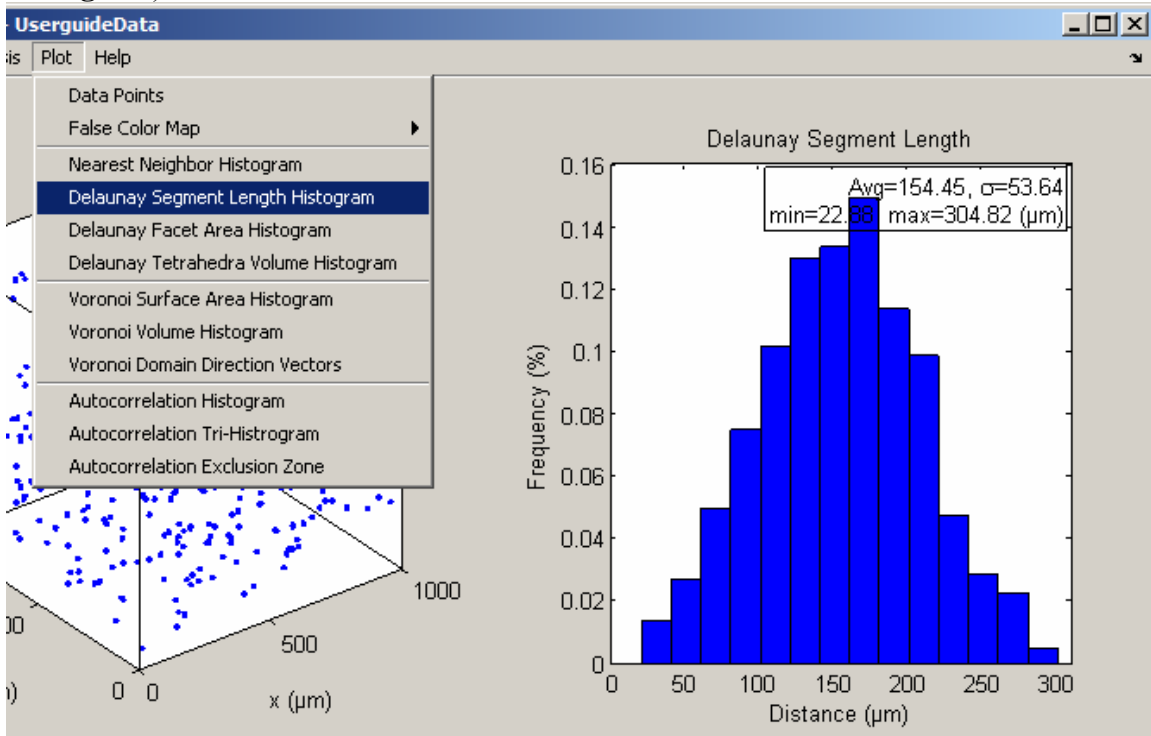 UserguideData
Plot Help
Data Points
False Color Map
Nearest Neighbor Histogram
Delaunay Segment Length Histogram
Delaunay Facet Area Histogram
Delaunay Tetrahedra Volume Histogram
Voronoi Surface Area Histogram
Voronoi Volume Histogram
Voronoi Domain Direction Vectors
Autocorrelation Histogram
Autocorrelation Tri-Histrogram
Autocorrelation Exclusion Zone
1000
500
0 0
x (µm)
Delaunay Segment Length
Avg=154.45, σ=53.64
min=22.88 max=304.82 (µm)
0.16
0.14
0.12
0.1
0.08
0.06
0.04
0.02
0
Frequency (%)
0 50 100 150 200 250 300
Distance (µm)